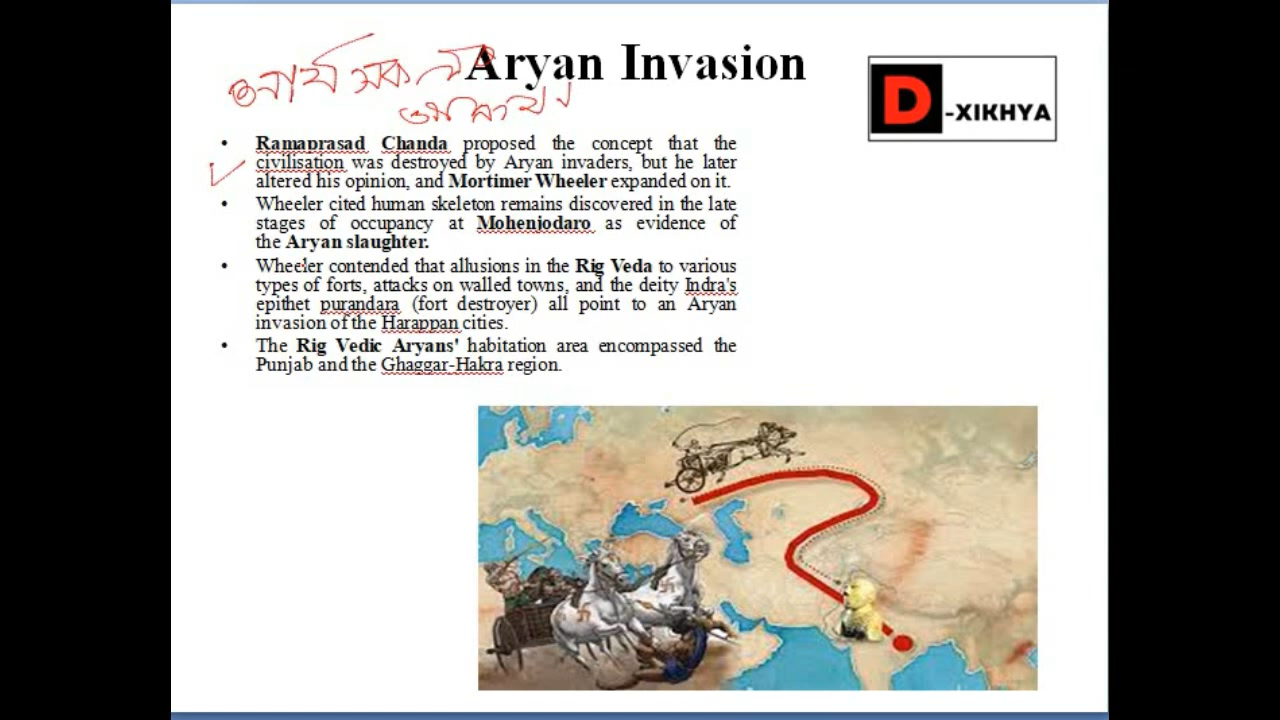 Aryan Invasion
D-XIKHYA
• Ramaprasad Chanda proposed the concept that the
civilisation was destroyed by Aryan invaders, but he later
altered his opinion, and Mortimer Wheeler expanded on it.
• Wheeler cited human skeleton remains discovered in the late
stages of occupancy at Mohenjodaro as evidence of
the Aryan slaughter.
• Wheeler contended that allusions in the Rig Veda to various
types of forts, attacks on walled towns, and the deity Indra's
epithet purandara (fort destroyer) all point to an Aryan
invasion of the Harappan cities.
• The Rig Vedic Aryans' habitation area encompassed the
Punjab and the Ghaggar-Hakra region.